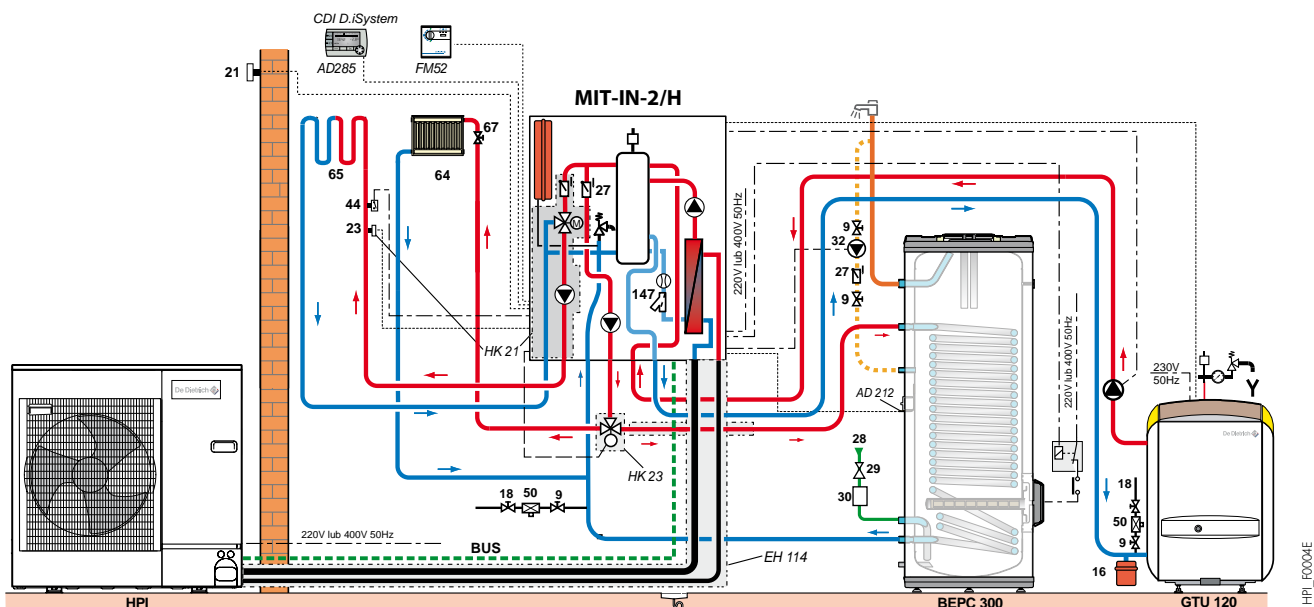 CDI D.iSystem
AD285
FM52
21
MIT-IN-2/H
67
65
64
44
23
27
M
147
HK 21
220V lub 400V 50Hz
9
32
27
9
AD 212
28
29
30
220V lub 400V 50Hz
230V
50Hz
De Dietrich
De Dietrich
HK 23
18
50
9
18
50
9
16
220V lub 400V 50Hz
BUS
EH 114
HPI
BEPC 300
GTU 120
HPI_F0004E